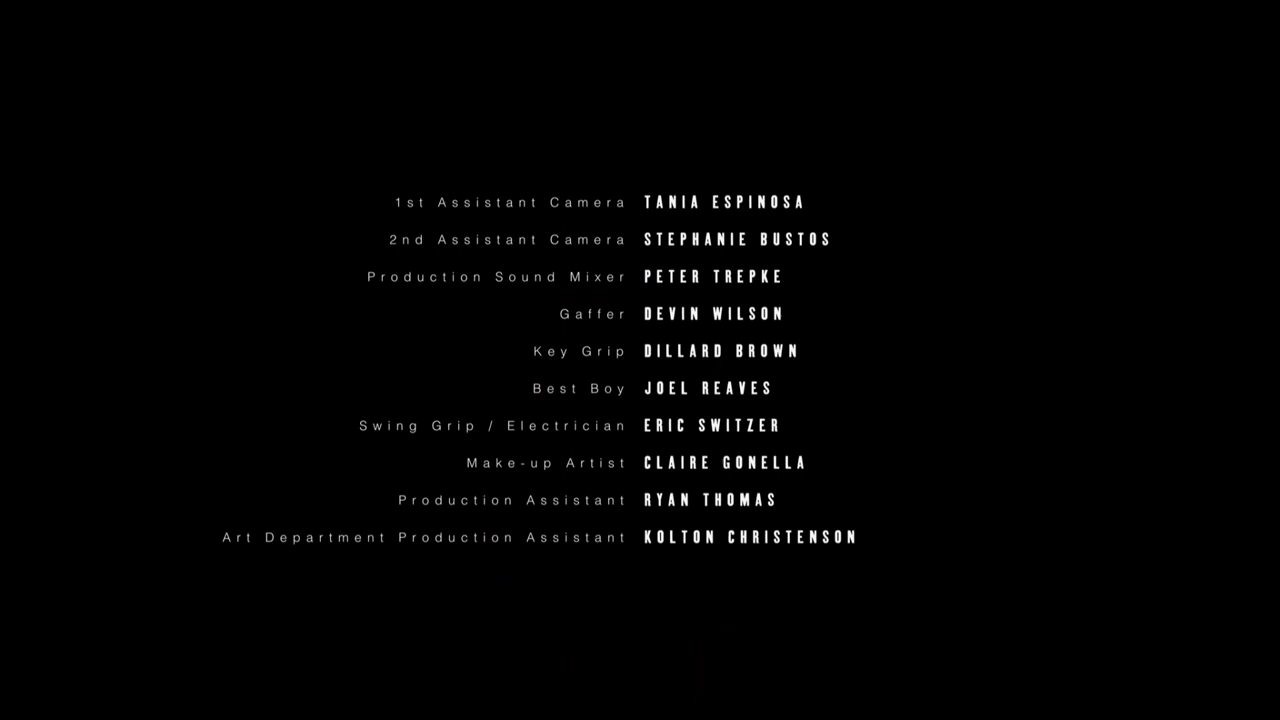 1st Assistant Camera TANIA ESPINOSA
2nd Assistant Camera STEPHANIE BUSTOS
Production Sound Mixer PETER TREPKE
Gaffer DEVIN WILSON
Key Grip DILLARD BROWN
Best Boy JOEL REAVES
Swing Grip / Electrician ERIC SWITZER
Make-up Artist CLAIRE GONELLA
Production Assistant RYAN THOMAS
Art Department Production Assistant KOLTON CHRISTENSON